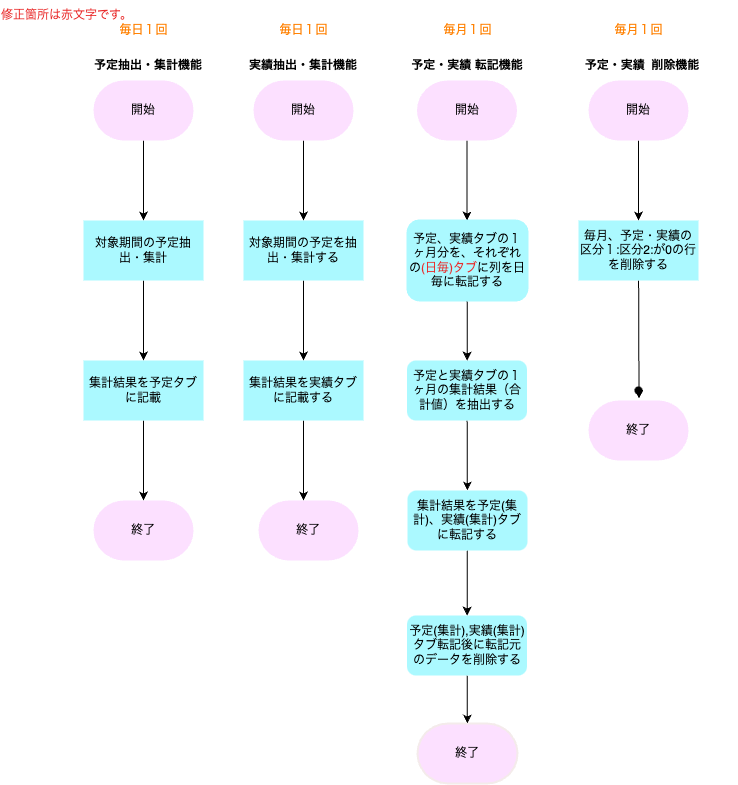 修正箇所は赤文字です。
毎日１回
予定抽出・集計機能
開始
対象期間の予定抽
出・集計
集計結果を予定タブ
に記載
終了
毎日１回
実績抽出・集計機能
開始
対象期間の予定を抽
出・集計する
集計結果を実績タブ
に記載する
終了
毎月１回
予定・実績 転記機能
開始
予定、実績タブの１
ヶ月分を、それぞれ
の(日毎)タブに列を日
毎に転記する
予定と実績タブの１
ヶ月の集計結果（合
計値）を抽出する
集計結果を予定(集
計)、実績(集計)タブ
に転記する
予定(集計),実績(集計)
タブ転記後に転記元
のデータを削除する
終了
毎月１回
予定・実績 削除機能
開始
毎月、予定・実績の
区分１:区分2:が0の行
を削除する
終了